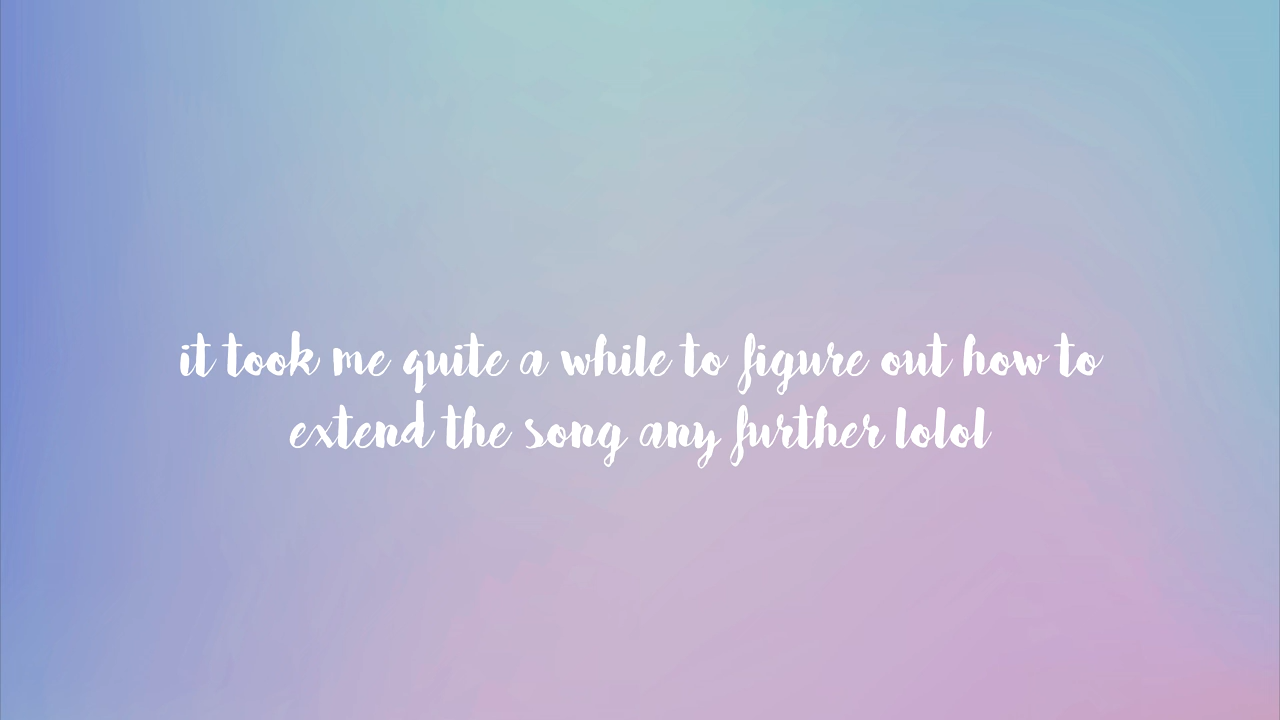 it took me quite a while to figure out how to
extend the song any further lolol